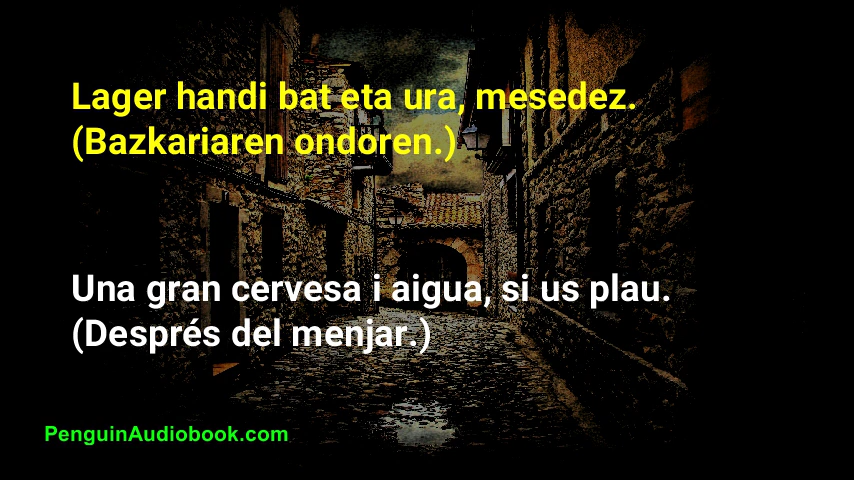 Lager handi bat eta ura, mesedez.
(Bazkariaren ondoren.)
Una gran cervesa i aigua, si us plau.
(Després del menjar.)
PenguinAudiobook.com